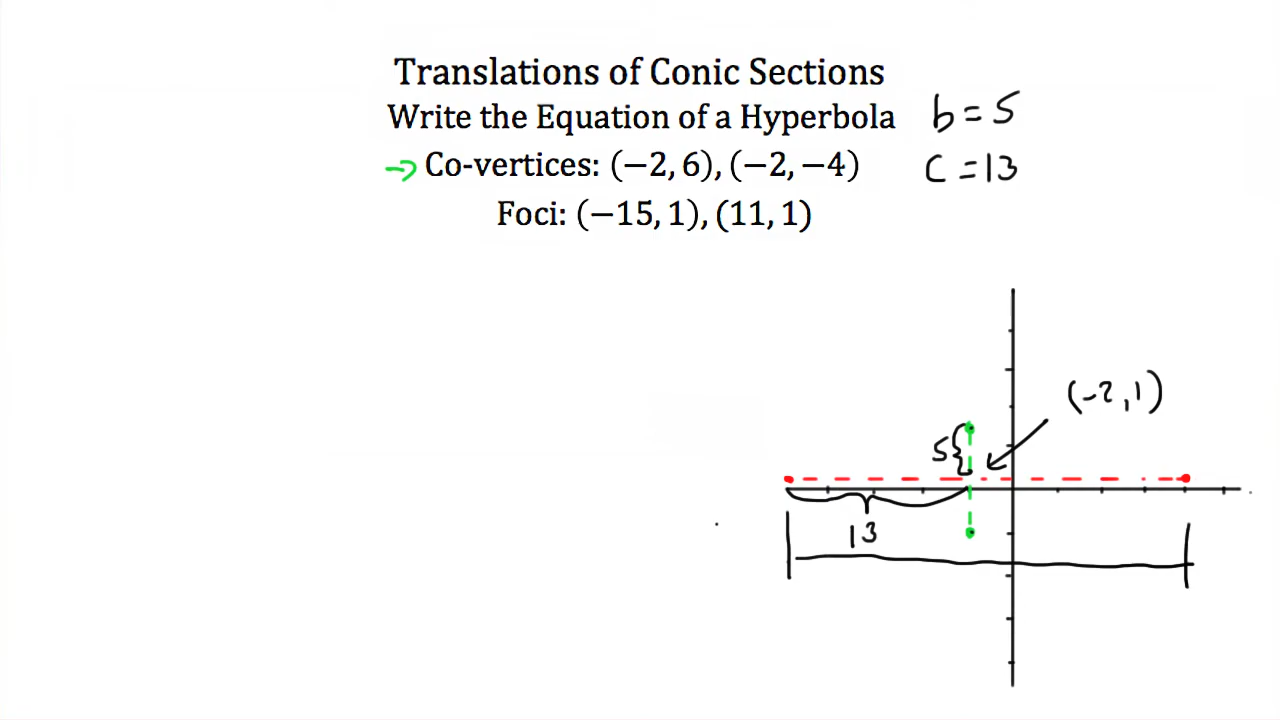 Translations of Conic Sections
Write the Equation of a Hyperbola
b = 5
→ Co-vertices: (−2, 6), (−2, −4)
c = 13
Foci: (−15, 1), (11, 1)
(-2, 1)
5{
13